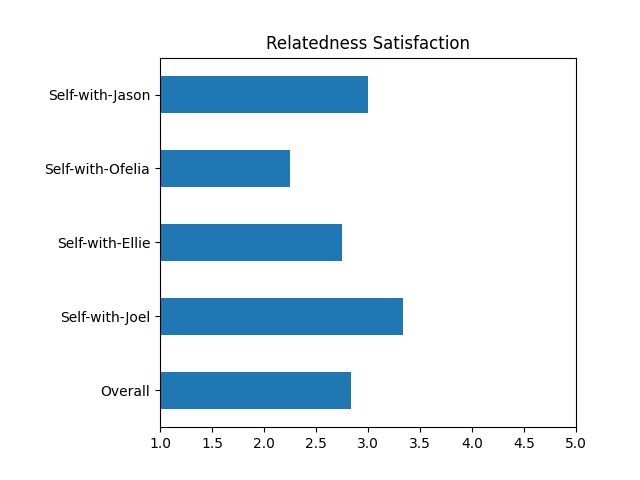 Relatedness Satisfaction
Self-with-Jason
Self-with-Ofelia
Self-with-Ellie
Self-with-Joel
Overall
1.0 1.5 2.0 2.5 3.0 3.5 4.0 4.5 5.0